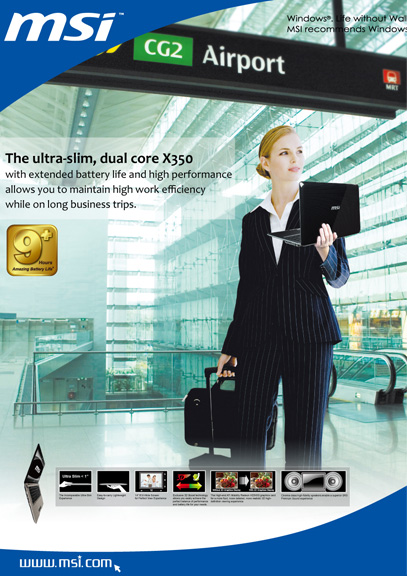 msi™
Windows®. Life without Wal
MSI recommends Windows
CG2 Airport
MRT
The ultra-slim, dual core X350
with extended battery life and high performance
allows you to maintain high work efficiency
while on long business trips.
9+
Hours
Amazing Battery Life
msi
Ultra Slim < 1"
www.msi.com